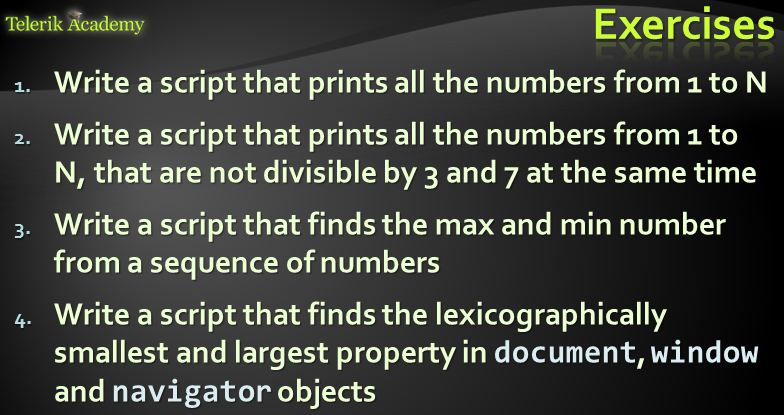 Telerik Academy
Exercises
1. Write a script that prints all the numbers from 1 to N
2. Write a script that prints all the numbers from 1 to
N, that are not divisible by 3 and 7 at the same time
3. Write a script that finds the max and min number
from a sequence of numbers
4. Write a script that finds the lexicographically
smallest and largest property in document, window
and navigator objects